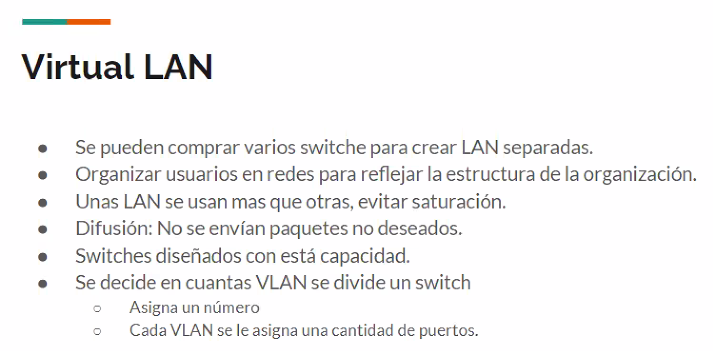 Virtual LAN
● Se pueden comprar varios switche para crear LAN separadas.
● Organizar usuarios en redes para reflejar la estructura de la organización.
● Unas LAN se usan mas que otras, evitar saturación.
● Difusión: No se envían paquetes no deseados.
● Switches diseñados con está capacidad.
● Se decide en cuantas VLAN se divide un switch
○ Asigna un número
○ Cada VLAN se le asigna una cantidad de puertos.